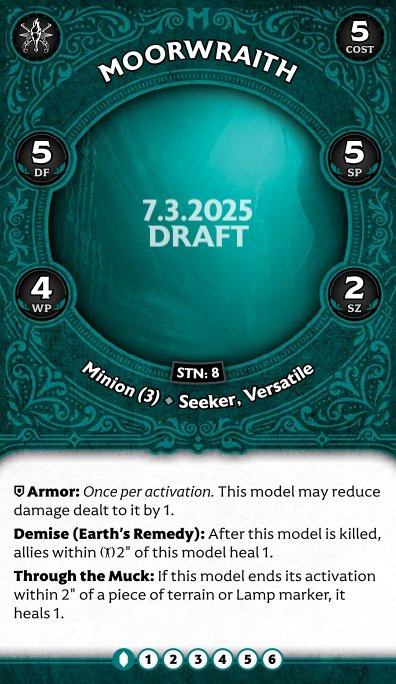 5
COST
MOORWRAITH
5
DF
5
SP
7.3.2025
DRAFT
4
WP
2
SZ
STN: 8
Minion (3) ◆ Seeker, Versatile
Armor: Once per activation. This model may reduce
damage dealt to it by 1.
Demise (Earth's Remedy): After this model is killed,
allies within 2" of this model heal 1.
Through the Muck: If this model ends its activation
within 2" of a piece of terrain or Lamp marker, it
heals 1.
1 2 3 4 5 6